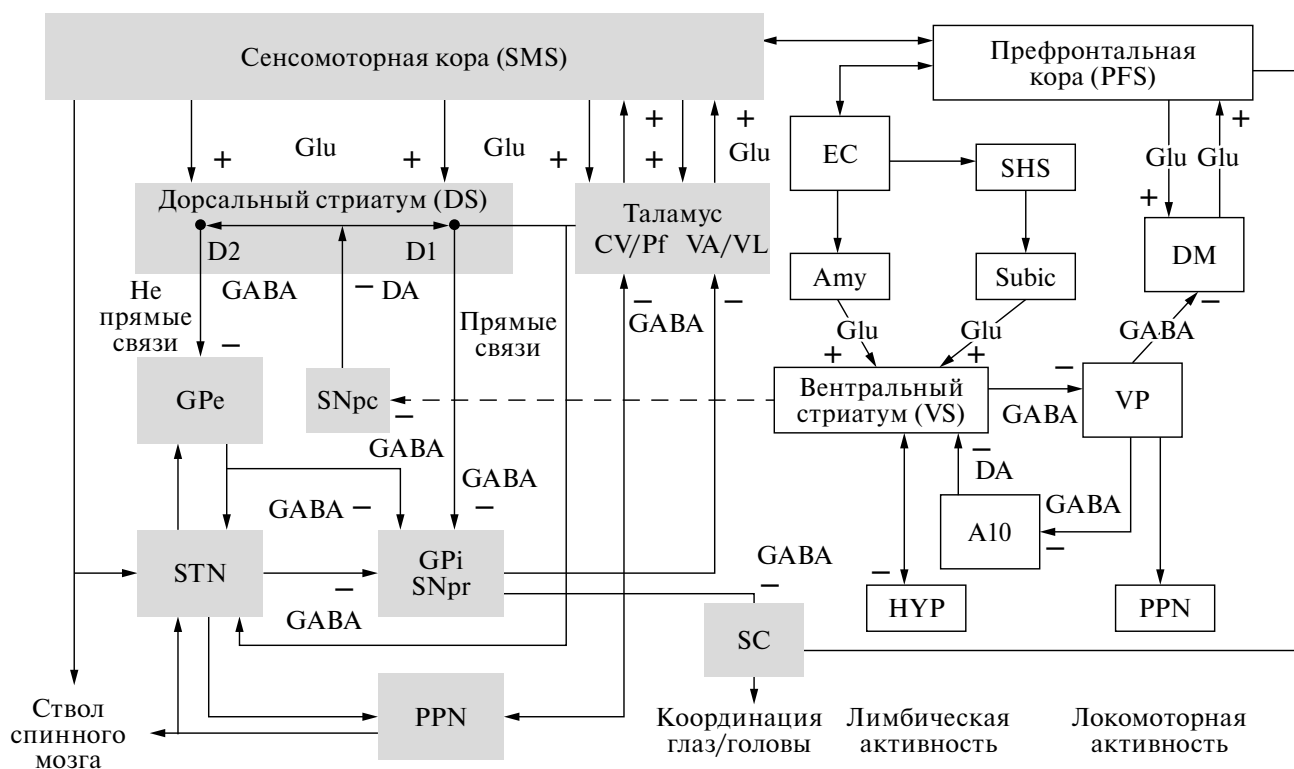 Сенсомоторная кора (SMS)
Префронтальная
кора (PFS)
+
Glu
+
Glu
+
+
+
+
Glu
EC
SHS
Glu
Glu
+
+
Дорсальный стриатум (DS)
D2
D1
Таламус
CV/Pf VA/VL
Amy
Subic
DM
GABA
− DA
Не
прямые
связи
−
Прямые
связи
−
GABA
−
Glu
+
Glu
+
GABA
−
GPe
SNpc
−
GABA
Вентральный
стриатум (VS)
−
GABA
VP
GABA
−
−
DA
GABA −
A10
GABA
−
STN
GPi
SNpr
−
GABA
GABA
−
−
HYP
PPN
SC
PPN
Ствол
спинного
мозга
Координация
глаз/головы
Лимбическая
активность
Локомоторная
активность